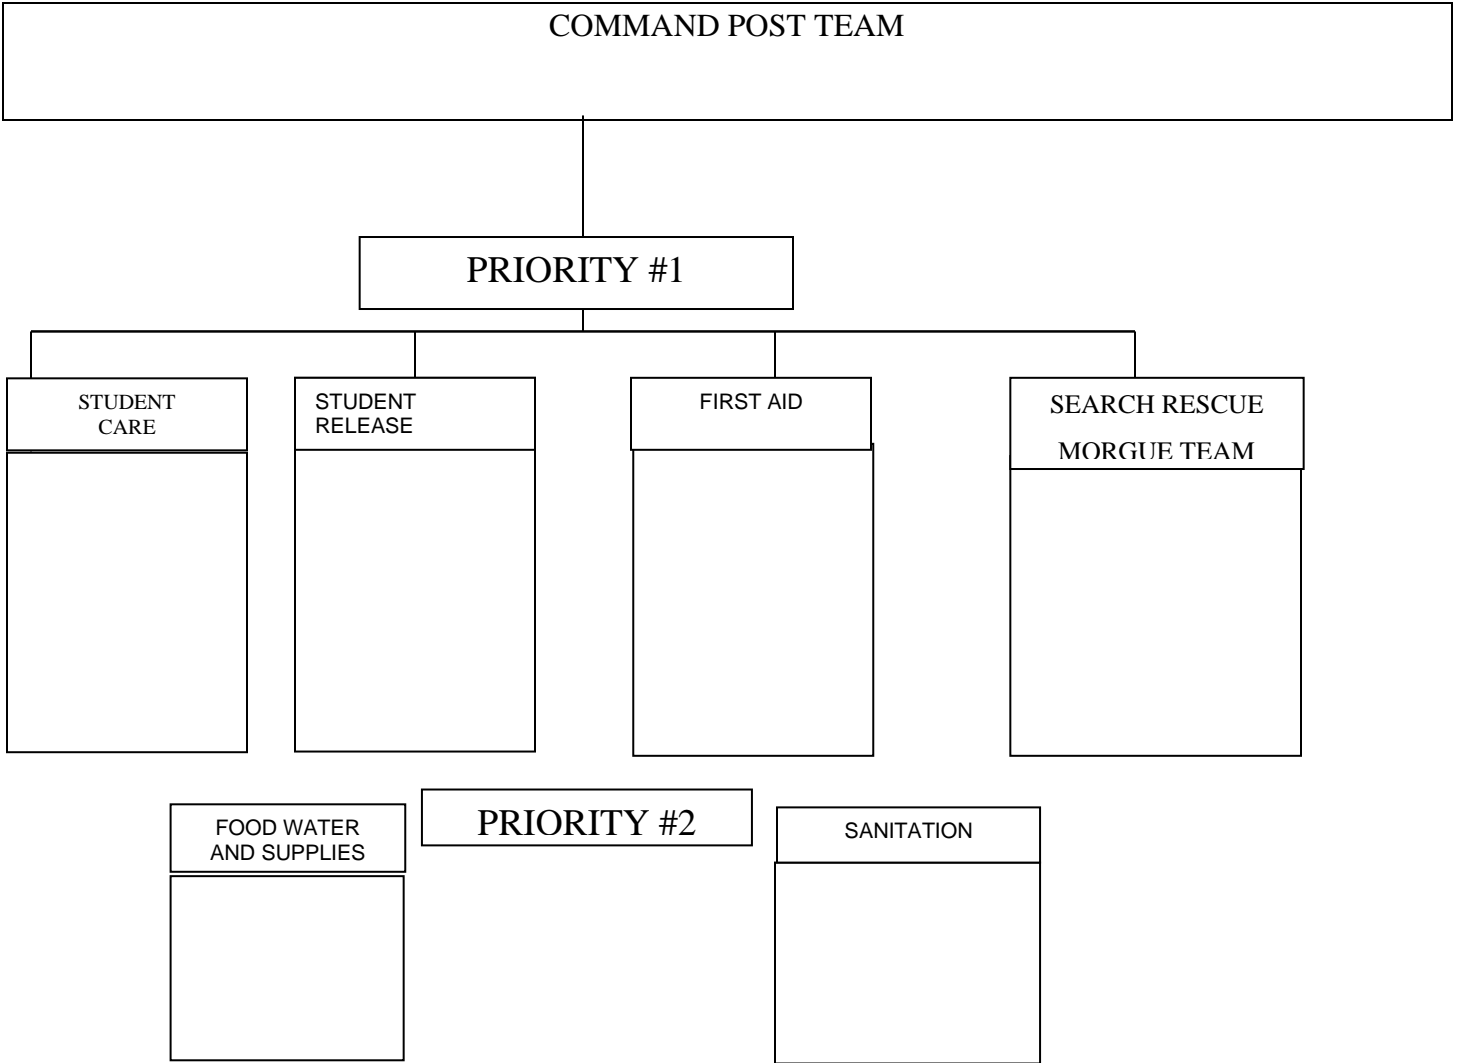 COMMAND POST TEAM
PRIORITY #1
STUDENT
CARE
STUDENT
RELEASE
FIRST AID
SEARCH RESCUE
MORGUE TEAM
FOOD WATER
AND SUPPLIES
PRIORITY #2
SANITATION